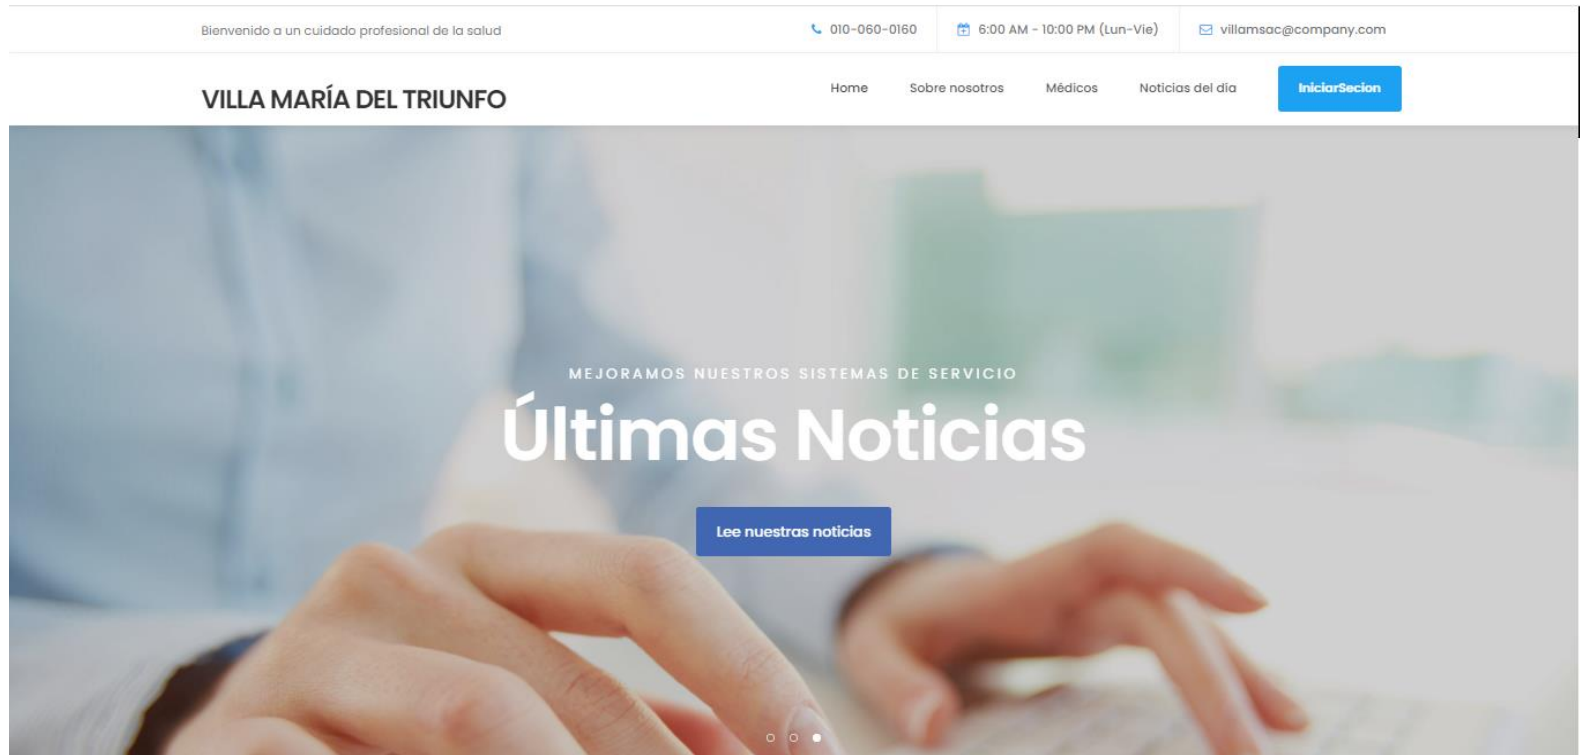 Bienvenido a un cuidado profesional de la salud
010-060-0160
6:00 AM - 10:00 PM (Lun-Vie)
villamsac@company.com
VILLA MARÍA DEL TRIUNFO
Home
Sobre nosotros
Médicos
Noticias del día
IniciarSecion
MEJORAMOS NUESTROS SISTEMAS DE SERVICIO
Últimas Noticias
Lee nuestras noticias